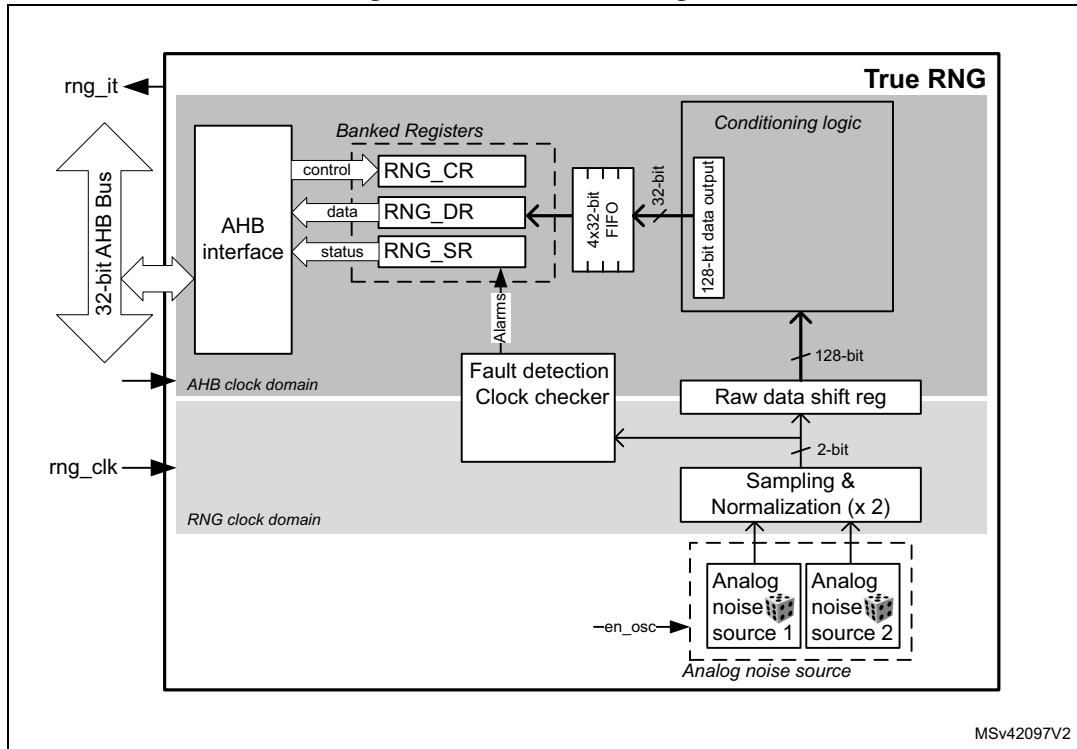 True RNG
rng_it
32-bit AHB Bus
AHB
interface
Banked Registers
control
RNG_CR
data
RNG_DR
status
RNG_SR
4x32-bit
FIFO
32-bit
Conditioning logic
128-bit data output
Alarms
Fault detection
Clock checker
128-bit
AHB clock domain
Raw data shift reg
rng_clk
2-bit
Sampling &
Normalization (x 2)
RNG clock domain
Analog
noise
source 1
Analog
noise
source 2
en_osc
Analog noise source
MSv42097V2